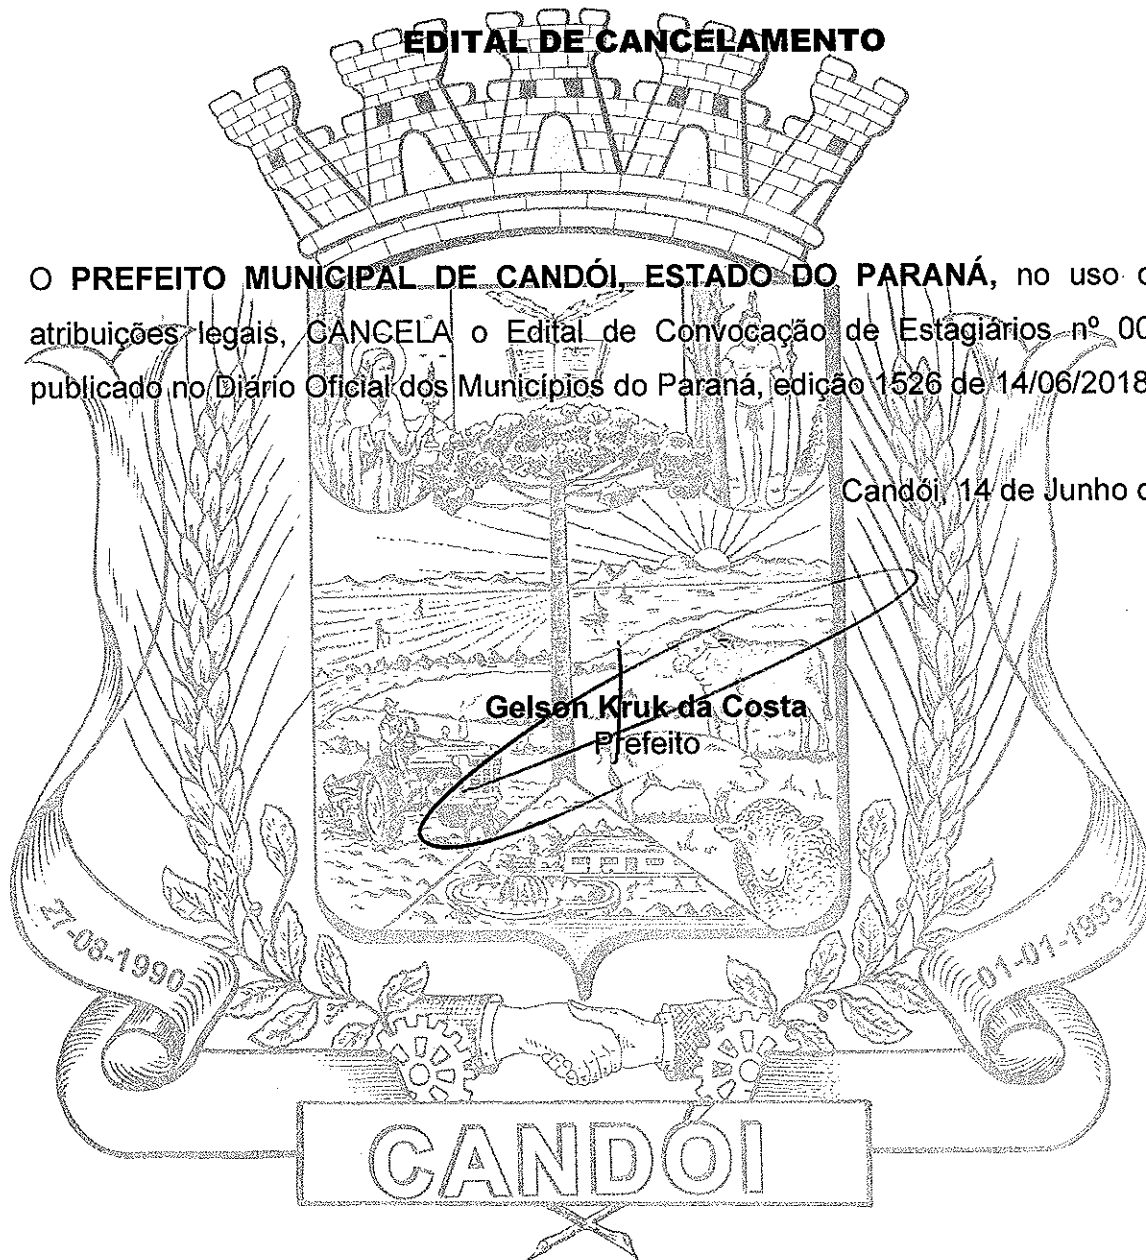 EDITAL DE CANCELAMENTO
O PREFEITO MUNICIPAL DE CANDÓI, ESTADO DO PARANÁ, no uso
atribuições legais, CANCELA o Edital de Convocação de Estagiários nº 00
publicado no Diário Oficial dos Municípios do Paraná, edição 1526 de 14/06/2018
Candói, 14 de Junho
Gelson Kruk da Costa
Prefeito
27-08-1990
01-01-1993
CANDÓI